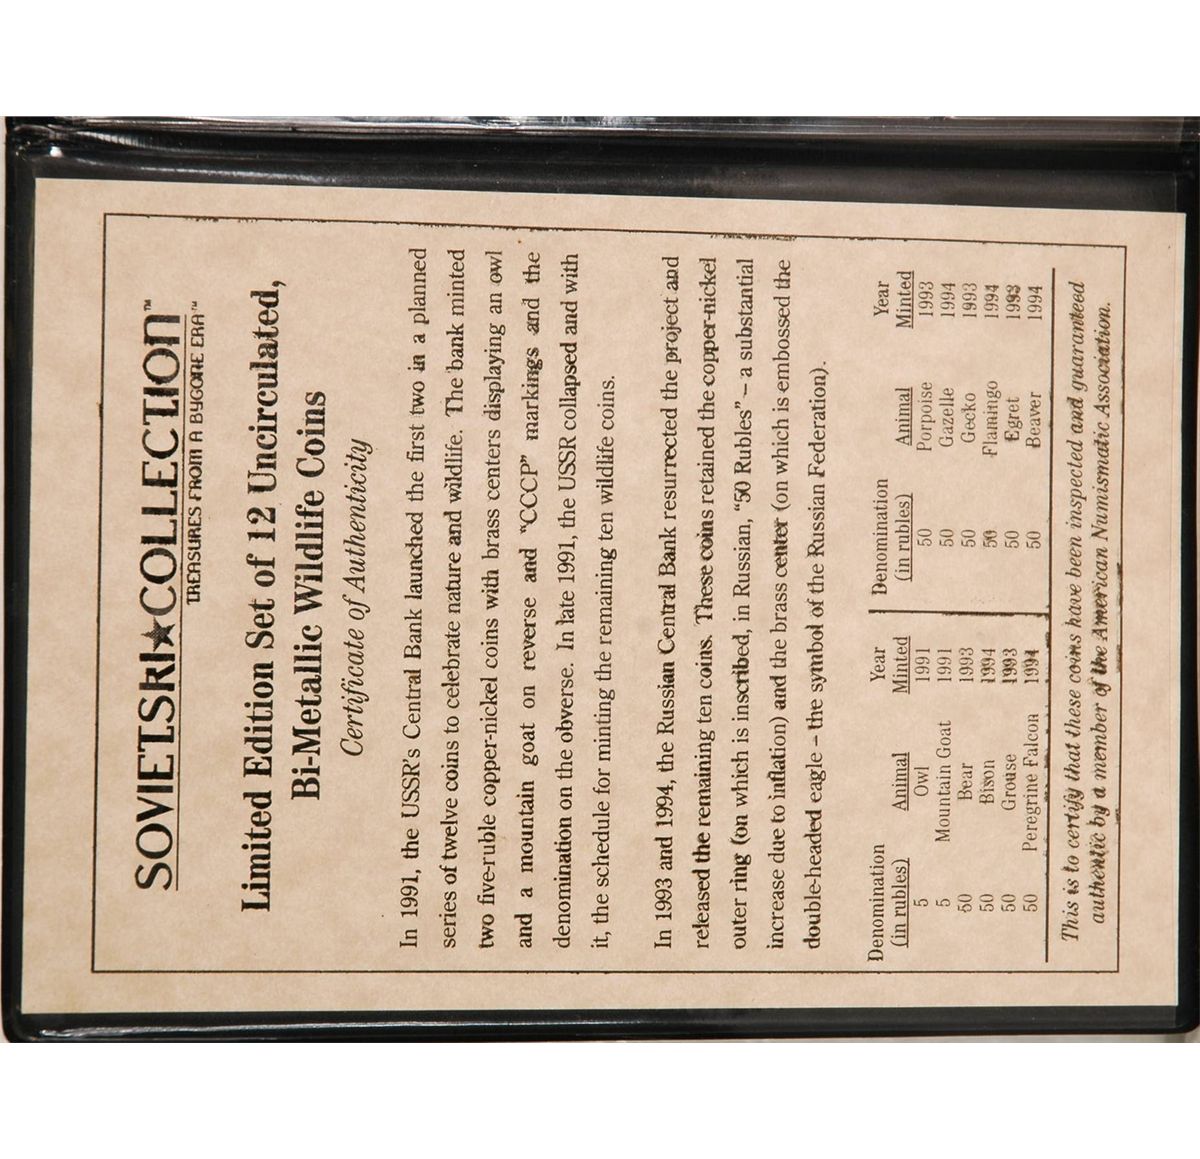 SOVIETSKI★COLLECTION™
TREASURES FROM A BYGONE ERA™
Limited Edition Set of 12 Uncirculated,
Bi-Metallic Wildlife Coins
Certificate of Authenticity
In 1991, the USSR's Central Bank launched the first two in a planned
series of twelve coins to celebrate nature and wildlife. The bank minted
two five-ruble copper-nickel coins with brass centers displaying an owl
and a mountain goat on reverse and "CCCP" markings and the
denomination on the obverse. In late 1991, the USSR collapsed and with
it, the schedule for minting the remaining ten wildlife coins.
In 1993 and 1994, the Russian Central Bank resurrected the project and
released the remaining ten coins. These coins retained the copper-nickel
outer ring (on which is inscribed, in Russian, "50 Rubles" – a substantial
increase due to inflation) and the brass center (on which is embossed the
double-headed eagle – the symbol of the Russian Federation).
Denomination Year Denomination Year
(in rubles) Animal Minted (in rubles) Animal Minted
5 Owl 1991 50 Porpoise 1993
5 Mountain Goat 1991 50 Gazelle 1994
50 Bear 1993 50 Gecko 1993
50 Bison 1994 50 Flamingo 1994
50 Grouse 1993 50 Egret 1993
50 Peregrine Falcon 1994 50 Beaver 1994
This is to certify that these coins have been inspected and guaranteed
authentic by a member of the American Numismatic Association.